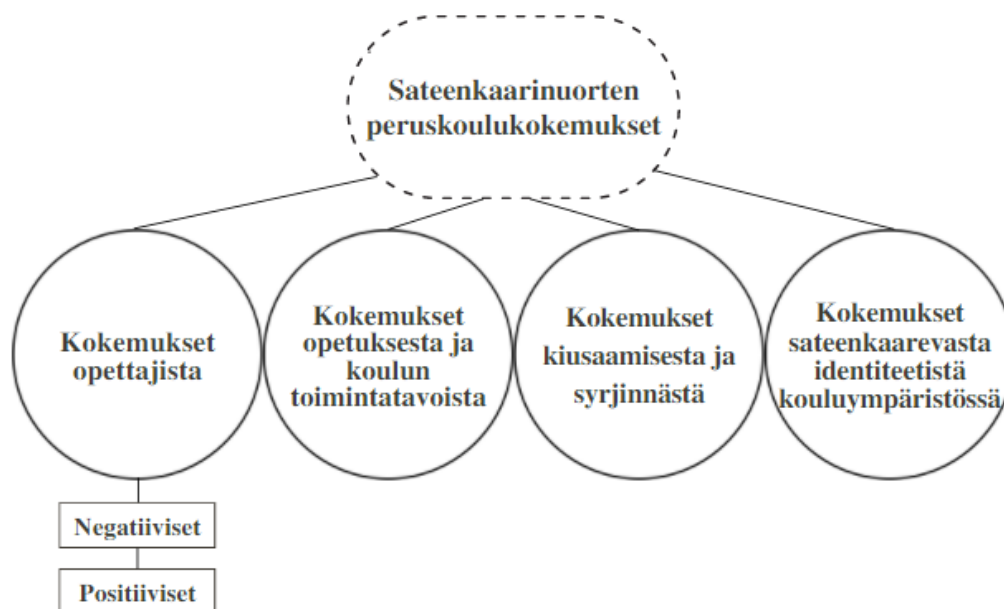 Sateenkaarinuorten
peruskoulukokemukset
Kokemukset
opettajista
Kokemukset
opetuksesta ja
koulun
toimintatavoista
Kokemukset
kiusaamisesta ja
syrjinnästä
Kokemukset
sateenkaarevasta
identiteetistä
kouluympäristössä
Negatiiviset
Positiiviset